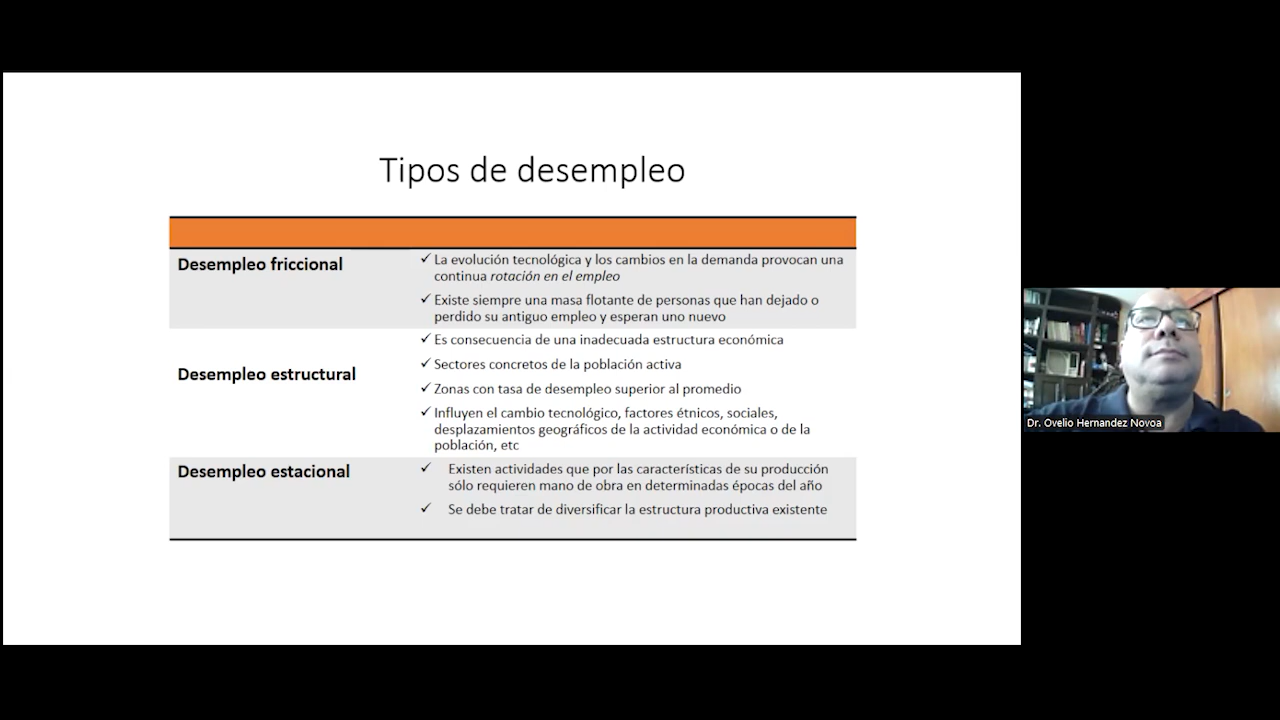 Tipos de desempleo
Desempleo friccional
✓ La evolución tecnológica y los cambios en la demanda provocan una
continua rotación en el empleo
✓ Existe siempre una masa flotante de personas que han dejado o
perdido su antiguo empleo y esperan uno nuevo
Desempleo estructural
✓ Es consecuencia de una inadecuada estructura económica
✓ Sectores concretos de la población activa
✓ Zonas con tasa de desempleo superior al promedio
✓ Influyen el cambio tecnológico, factores étnicos, sociales,
desplazamientos geográficos de la actividad económica o de la
población, etc
Desempleo estacional
✓ Existen actividades que por las características de su producción
sólo requieren mano de obra en determinadas épocas del año
✓ Se debe tratar de diversificar la estructura productiva existente
Dr. Ovelio Hernandez Novoa